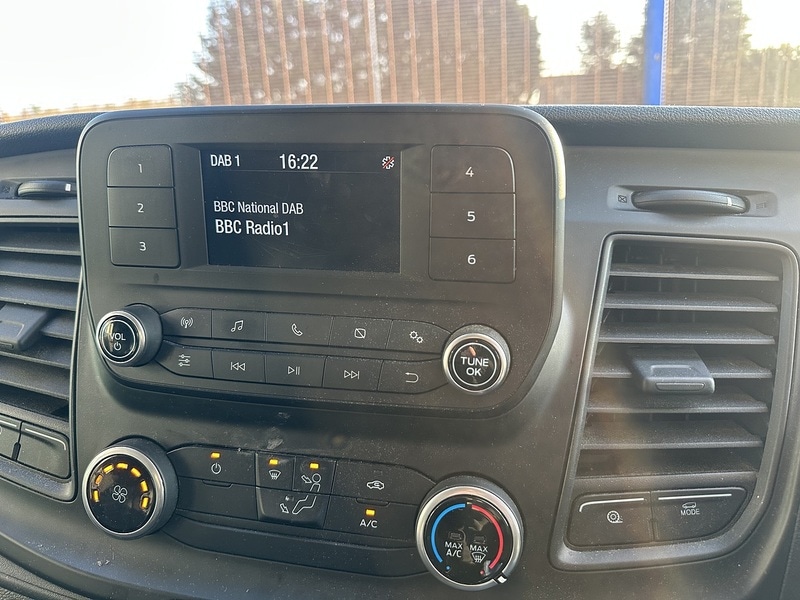 DAB 1 16:22
BBC National DAB
BBC Radio1
1
2
3
4
5
6
VOL
TUNE
OK
A/C
MAX
A/C
MAX
MODE